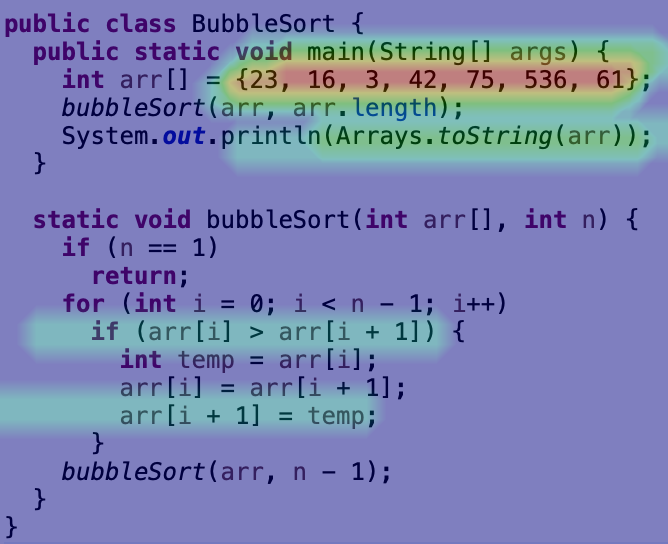 public class BubbleSort {
  public static void main(String[] args) {
    int arr[] = {23, 16, 3, 42, 75, 536, 61};
    bubbleSort(arr, arr.length);
    System.out.println(Arrays.toString(arr));
  }

  static void bubbleSort(int arr[], int n) {
    if (n == 1)
      return;
    for (int i = 0; i < n - 1; i++)
      if (arr[i] > arr[i + 1]) {
        int temp = arr[i];
        arr[i] = arr[i + 1];
        arr[i + 1] = temp;
      }
    bubbleSort(arr, n - 1);
  }
}